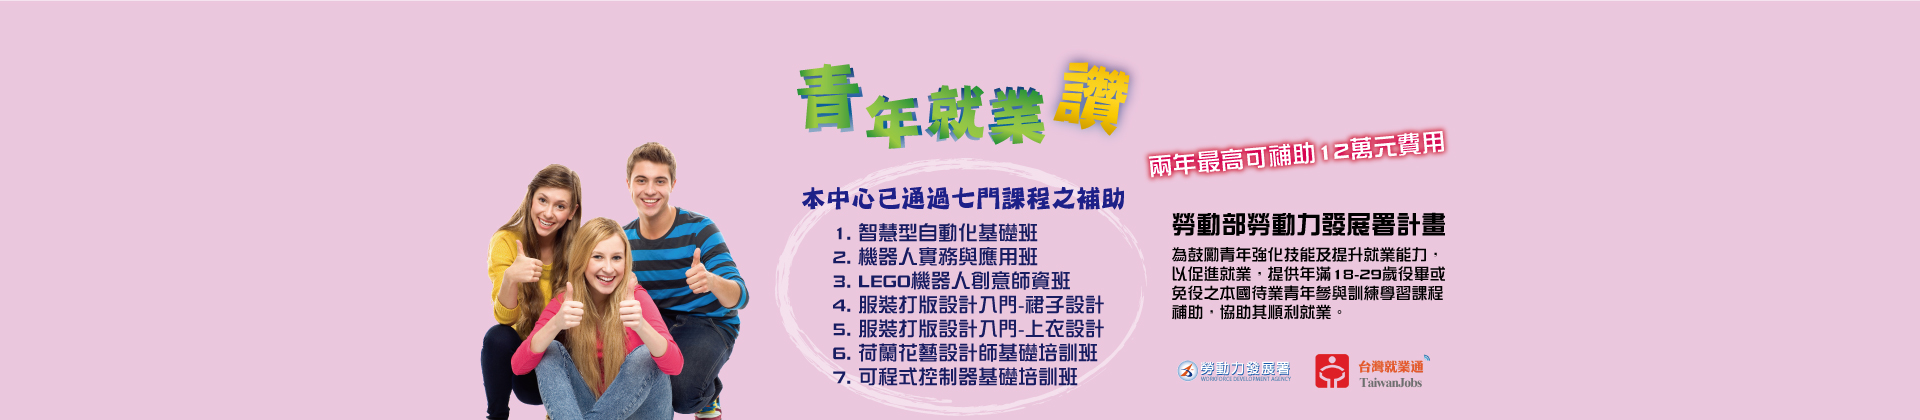 青年就業讚
兩年最高可補助12萬元費用
本中心已通過七門課程之補助
1. 智慧型自動化基礎班
2. 機器人實務與應用班
3. LEGO機器人創意師資班
4. 服裝打版設計入門-裙子設計
5. 服裝打版設計入門-上衣設計
6. 荷蘭花藝設計師基礎培訓班
7. 可程式控制器基礎培訓班
勞動部勞動力發展署計畫
為鼓勵青年強化技能及提升就業能力，
以促進就業，提供年滿18-29歲役畢或
免役之本國待業青年參與訓練學習課程
補助，協助其順利就業。
勞動力發展署
WORKFORCE DEVELOPMENT AGENCY
台灣就業通
TaiwanJobs